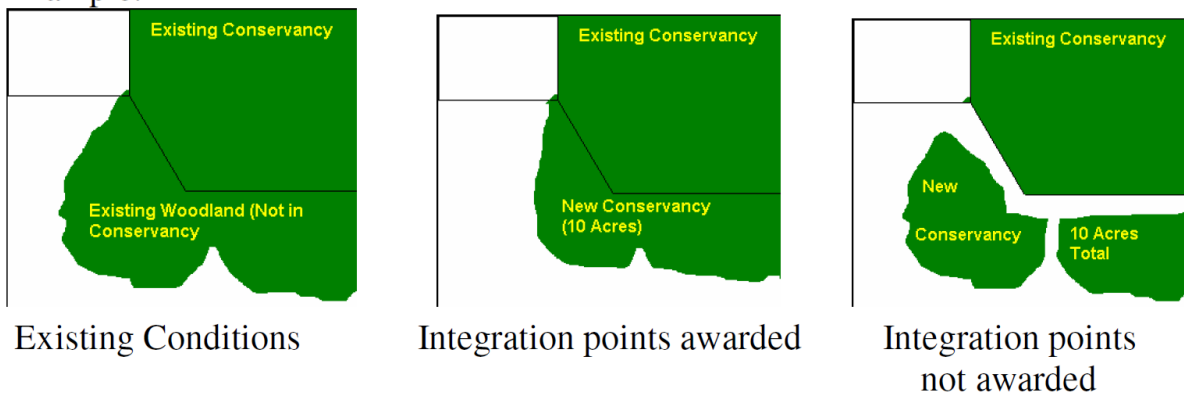 Existing Conservancy
Existing Woodland (Not in
Conservancy
Existing Conditions
Existing Conservancy
New Conservancy
(10 Acres)
Integration points awarded
Existing Conservancy
New
Conservancy
10 Acres
Total
Integration points
not awarded